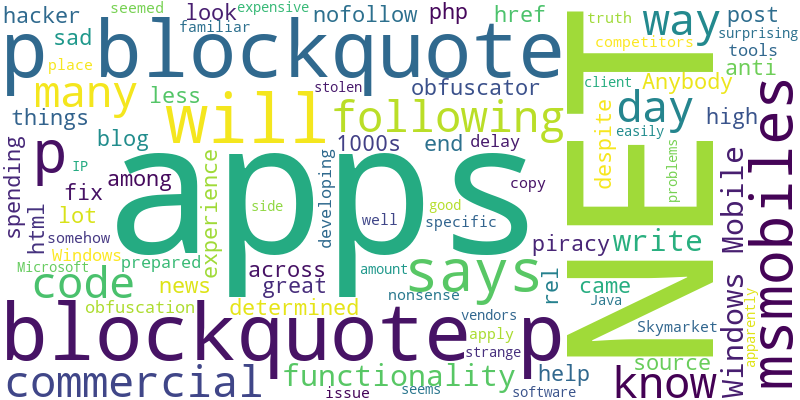 hacker
seemed
expensive
familiar
look
nofollow
php
href
way
truth
post
competitors
surprising
tools
anti
sad
place
p
blockquote
many
less
stolen
obfuscator
client
Anybody
things
will
following
day
high
blog
1000s
end
delay
despite
easily
p
IP
among
apps
copy
problems
spending
fix
experience
developing
NET
html
lot
side
well
good
specific
Mobile
msmobiles
somehow
Windows
piracy
write
Microsoft
prepared
across
amount
says
rel
came
source
code
news
great
nonsense
Java
obfuscation
determined
vendors
Skymarket
apparently
blockquote
p
apply
strange
Windows
commercial
functionality
help
know
issue
seems
software